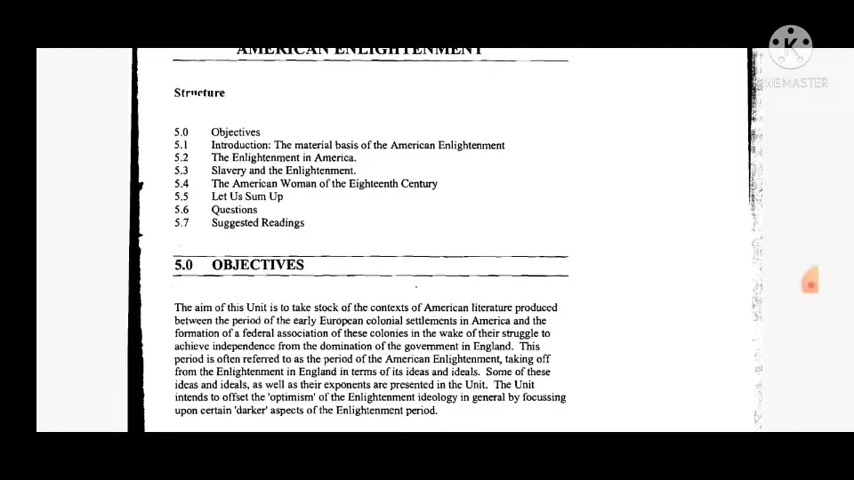 AMERICAN ENLIGHTENMENT
K
KINEMASTER
Structure
5.0 Objectives
5.1 Introduction: The material basis of the American Enlightenment
5.2 The Enlightenment in America.
5.3 Slavery and the Enlightenment.
5.4 The American Woman of the Eighteenth Century
5.5 Let Us Sum Up
5.6 Questions
5.7 Suggested Readings
5.0 OBJECTIVES
The aim of this Unit is to take stock of the contexts of American literature produced
between the period of the early European colonial settlements in America and the
formation of a federal association of these colonies in the wake of their struggle to
achieve independence from the domination of the government in England. This
period is often referred to as the period of the American Enlightenment, taking off
from the Enlightenment in England in terms of its ideas and ideals. Some of these
ideas and ideals, as well as their exponents are presented in the Unit. The Unit
intends to offset the 'optimism' of the Enlightenment ideology in general by focussing
upon certain 'darker' aspects of the Enlightenment period.